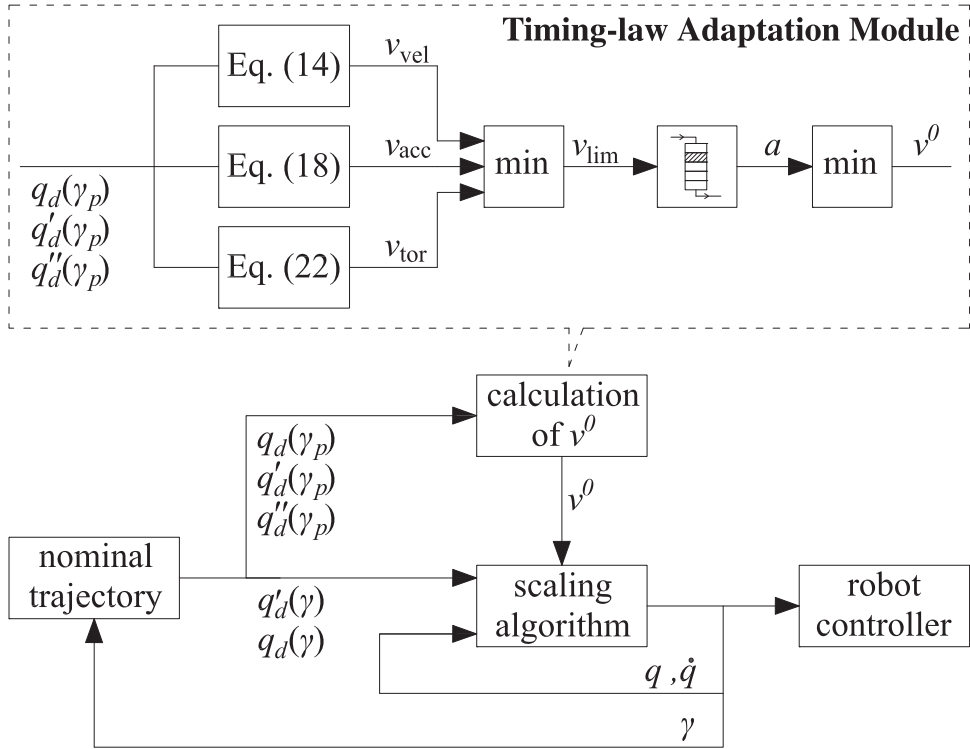 Timing-law Adaptation Module
Eq. (14)
v_vel
Eq. (18)
v_acc
min
v_lim
a
min
v^0
q_d(γ_p)
q'_d(γ_p)
q''_d(γ_p)
Eq. (22)
v_tor
calculation
of v^0
q_d(γ_p)
q'_d(γ_p)
q''_d(γ_p)
v^0
nominal
trajectory
q'_d(γ)
q_d(γ)
scaling
algorithm
robot
controller
q ,q̇
γ